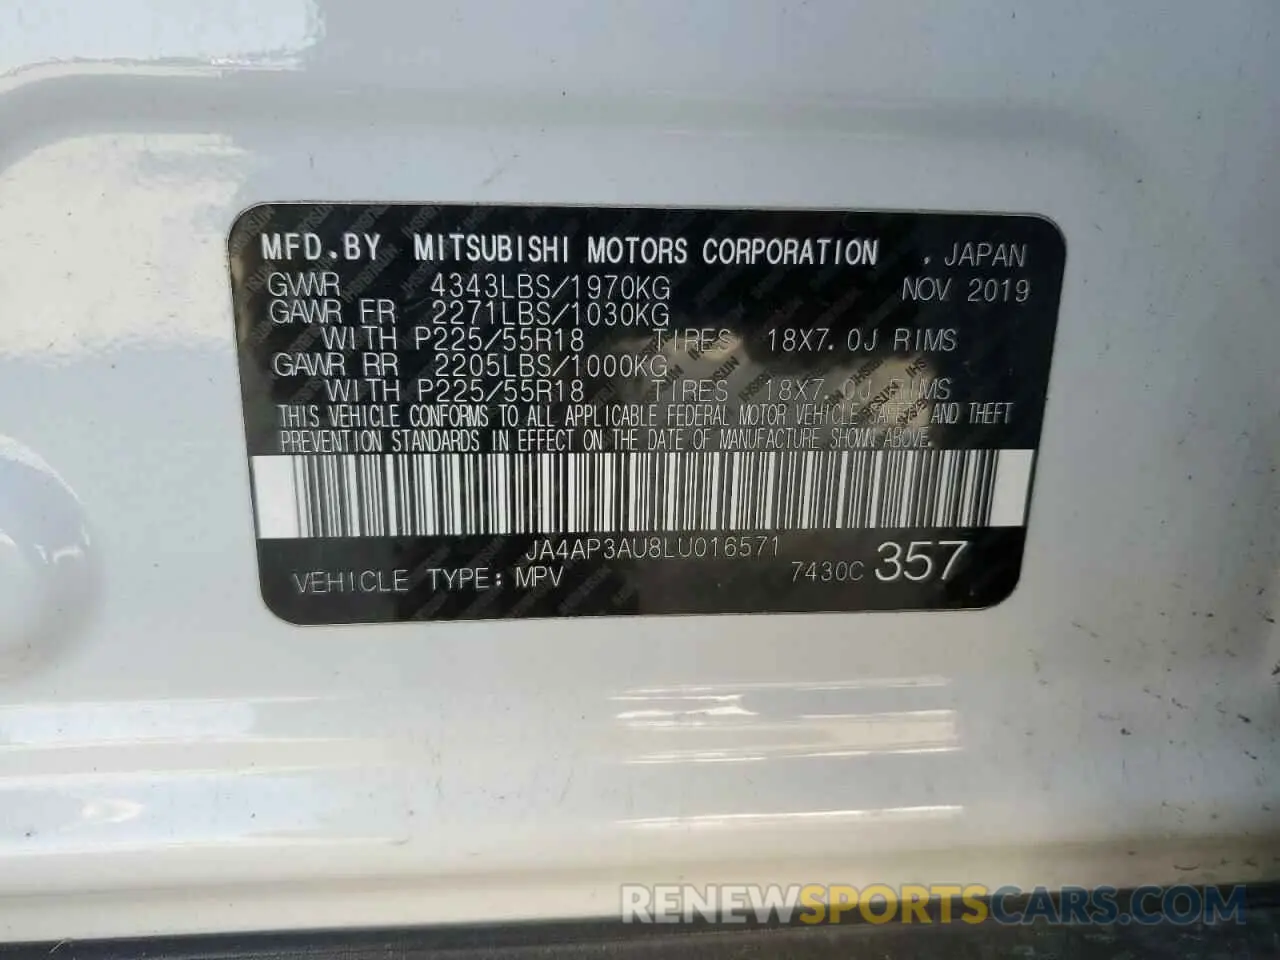 MFD.BY MITSUBISHI MOTORS CORPORATION , JAPAN
GVWR 4343LBS/1970KG NOV 2019
GAWR FR 2271LBS/1030KG
WITH P225/55R18 TIRES 18X7.0J RIMS
GAWR RR 2205LBS/1000KG
WITH P225/55R18 TIRES 18X7.0J RIMS
THIS VEHICLE CONFORMS TO ALL APPLICABLE FEDERAL MOTOR VEHICLE SAFETY AND THEFT
PREVENTION STANDARDS IN EFFECT ON THE DATE OF MANUFACTURE SHOWN ABOVE.
JA4AP3AU8LU016571
VEHICLE TYPE: MPV 7430C 357
RENEWSPORTSCARS.COM